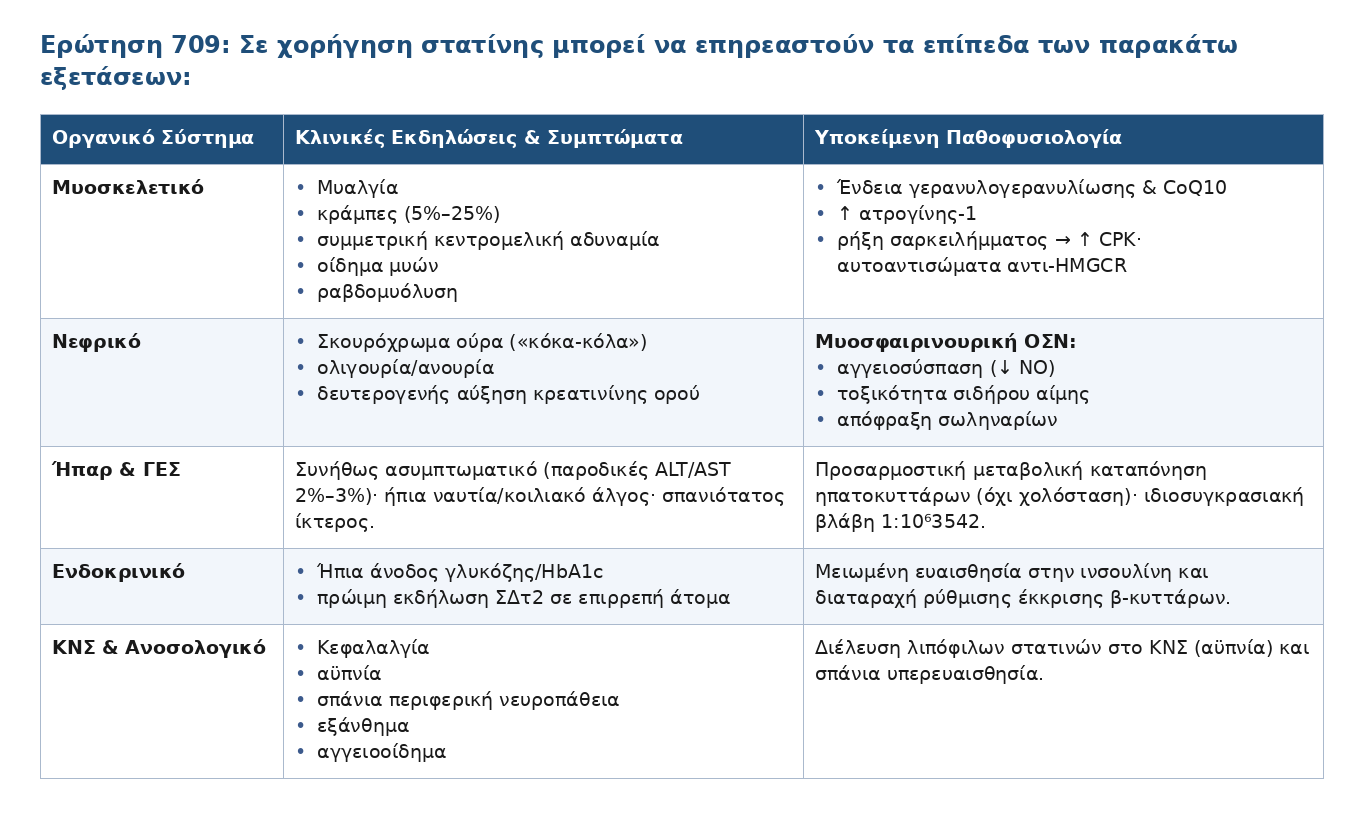 Ερώτηση 709: Σε χορήγηση στατίνης μπορεί να επηρεαστούν τα επίπεδα των παρακάτω
εξετάσεων:
Οργανικό Σύστημα
Κλινικές Εκδηλώσεις & Συμπτώματα
Υποκείμενη Παθοφυσιολογία
Μυοσκελετικό
• Μυαλγία
• κράμπες (5%–25%)
• συμμετρική κεντρομελική αδυναμία
• οίδημα μυών
• ραβδομυόλυση
• Ένδεια γερανυλογερανυλίωσης & CoQ10
• ↑ ατρογίνης-1
• ρήξη σαρκειλήμματος → ↑ CPK·
αυτοαντισώματα αντι-HMGCR
Νεφρικό
• Σκουρόχρωμα ούρα («κόκα-κόλα»)
• ολιγουρία/ανουρία
• δευτερογενής αύξηση κρεατινίνης ορού
Μυοσφαιρινουρική ΟΣΝ:
• αγγειοσύσπαση (↓ NO)
• τοξικότητα σιδήρου αίμης
• απόφραξη σωληναρίων
Ήπαρ & ΓΕΣ
Συνήθως ασυμπτωματικό (παροδικές ALT/AST
2%–3%)· ήπια ναυτία/κοιλιακό άλγος· σπανιότατος
ίκτερος.
Προσαρμοστική μεταβολική καταπόνηση
ηπατοκυττάρων (όχι χολόσταση)· ιδιοσυγκρασιακή
βλάβη 1:10⁶3542.
Ενδοκρινικό
• Ήπια άνοδος γλυκόζης/HbA1c
• πρώιμη εκδήλωση ΣΔτ2 σε επιρρεπή άτομα
Μειωμένη ευαισθησία στην ινσουλίνη και
διαταραχή ρύθμισης έκκρισης β-κυττάρων.
ΚΝΣ & Ανοσολογικό
• Κεφαλαλγία
• αϋπνία
• σπάνια περιφερική νευροπάθεια
• εξάνθημα
• αγγειοοίδημα
Διέλευση λιπόφιλων στατινών στο ΚΝΣ (αϋπνία) και
σπάνια υπερευαισθησία.